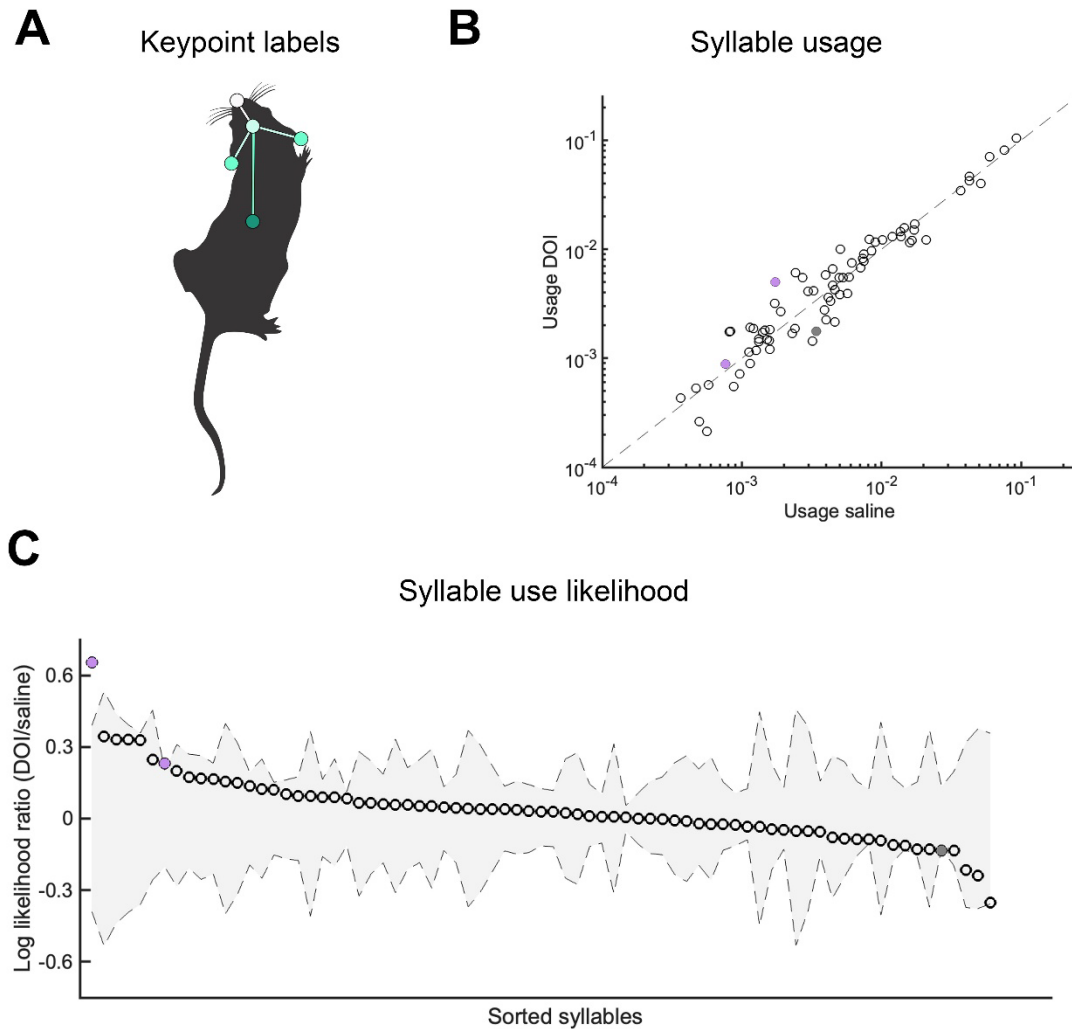 A
Keypoint labels
B
Syllable usage
Usage DOI
10⁻¹
10⁻²
10⁻³
10⁻⁴
10⁻⁴ 10⁻³ 10⁻² 10⁻¹
Usage saline
C
Syllable use likelihood
Log likelihood ratio (DOI/saline)
0.6
0.3
0
-0.3
-0.6
Sorted syllables